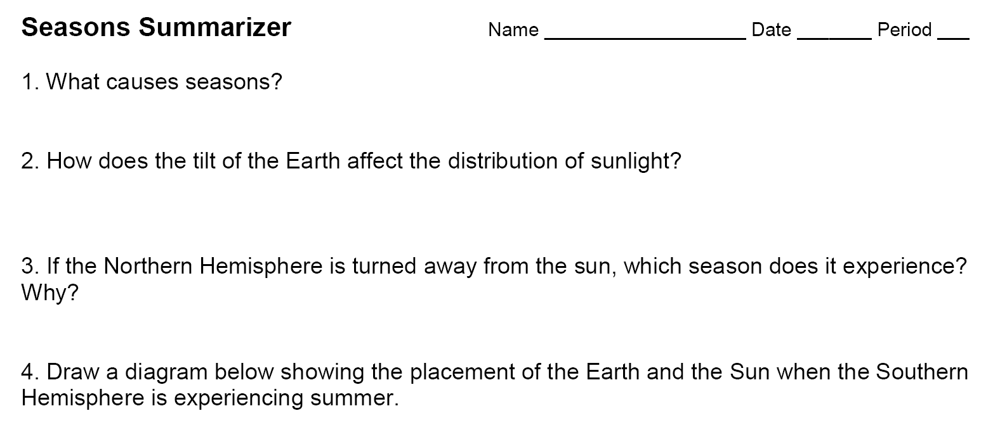 Seasons Summarizer Name ___________________ Date _______ Period ___
1. What causes seasons?
2. How does the tilt of the Earth affect the distribution of sunlight?
3. If the Northern Hemisphere is turned away from the sun, which season does it experience?
Why?
4. Draw a diagram below showing the placement of the Earth and the Sun when the Southern
Hemisphere is experiencing summer.